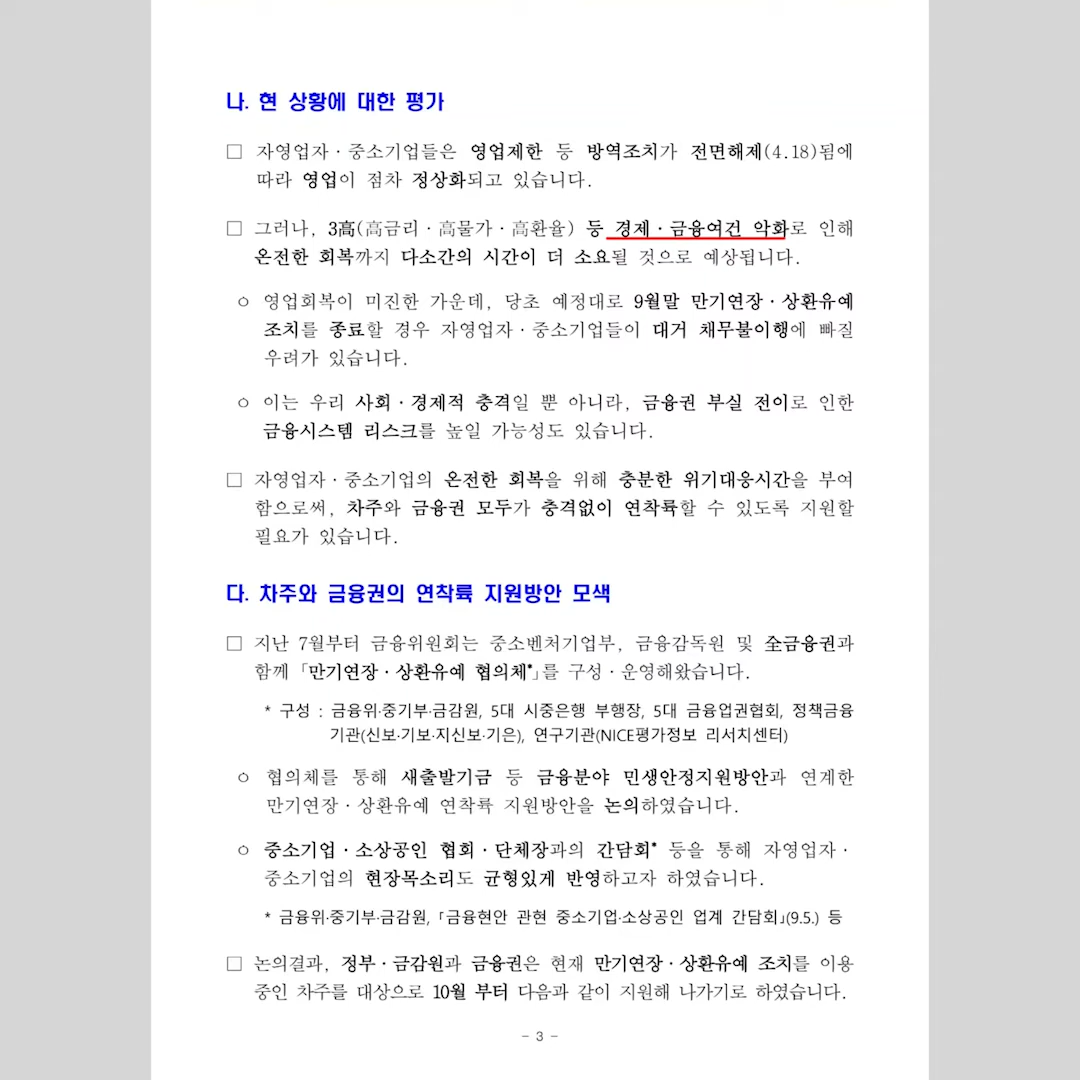 나. 현 상황에 대한 평가
□ 자영업자 · 중소기업들은 영업제한 등 방역조치가 전면해제(4.18)됨에
따라 영업이 점차 정상화되고 있습니다.
□ 그러나, 3高(高금리 · 高물가 · 高환율) 등 경제 · 금융여건 악화로 인해
온전한 회복까지 다소간의 시간이 더 소요될 것으로 예상됩니다.
ㅇ 영업회복이 미진한 가운데, 당초 예정대로 9월말 만기연장 · 상환유예
조치를 종료할 경우 자영업자 · 중소기업들이 대거 채무불이행에 빠질
우려가 있습니다.
ㅇ 이는 우리 사회 · 경제적 충격일 뿐 아니라, 금융권 부실 전이로 인한
금융시스템 리스크를 높일 가능성도 있습니다.
□ 자영업자 · 중소기업의 온전한 회복을 위해 충분한 위기대응시간을 부여
함으로써, 차주와 금융권 모두가 충격없이 연착륙할 수 있도록 지원할
필요가 있습니다.
다. 차주와 금융권의 연착륙 지원방안 모색
□ 지난 7월부터 금융위원회는 중소벤처기업부, 금융감독원 및 全금융권과
함께 「만기연장 · 상환유예 협의체*」를 구성 · 운영해왔습니다.
* 구성 : 금융위·중기부·금감원, 5대 시중은행 부행장, 5대 금융업권협회, 정책금융
기관(신보·기보·지신보·기은), 연구기관(NICE평가정보 리서치센터)
ㅇ 협의체를 통해 새출발기금 등 금융분야 민생안정지원방안과 연계한
만기연장 · 상환유예 연착륙 지원방안을 논의하였습니다.
ㅇ 중소기업 · 소상공인 협회 · 단체장과의 간담회* 등을 통해 자영업자 ·
중소기업의 현장목소리도 균형있게 반영하고자 하였습니다.
* 금융위·중기부·금감원, 「금융현안 관현 중소기업·소상공인 업계 간담회」(9.5.) 등
□ 논의결과, 정부 · 금감원과 금융권은 현재 만기연장 · 상환유예 조치를 이용
중인 차주를 대상으로 10월 부터 다음과 같이 지원해 나가기로 하였습니다.
- 3 -